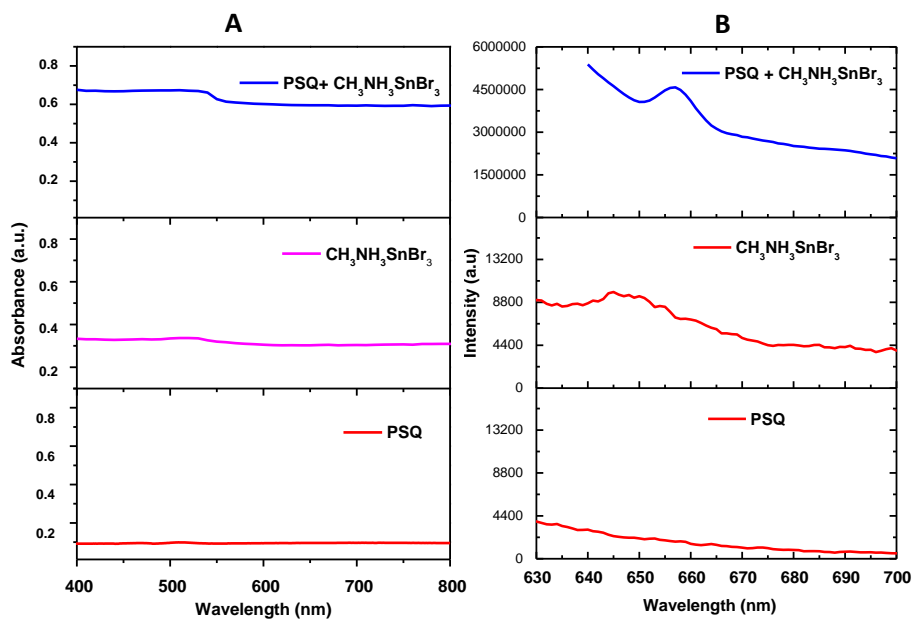 A
B
0.8
0.6
0.4
0.2
PSQ+ CH₃NH₃SnBr₃
0.8
0.6
0.4
0.2
CH₃NH₃SnBr₃
0.8
0.6
0.4
0.2
PSQ
400 500 600 700 800
Wavelength (nm)
Absorbance (a.u.)
6000000
4500000
3000000
1500000
0
PSQ + CH₃NH₃SnBr₃
13200
8800
4400
0
CH₃NH₃SnBr₃
13200
8800
4400
0
PSQ
630 640 650 660 670 680 690 700
Wavelength (nm)
Intensity (a.u)